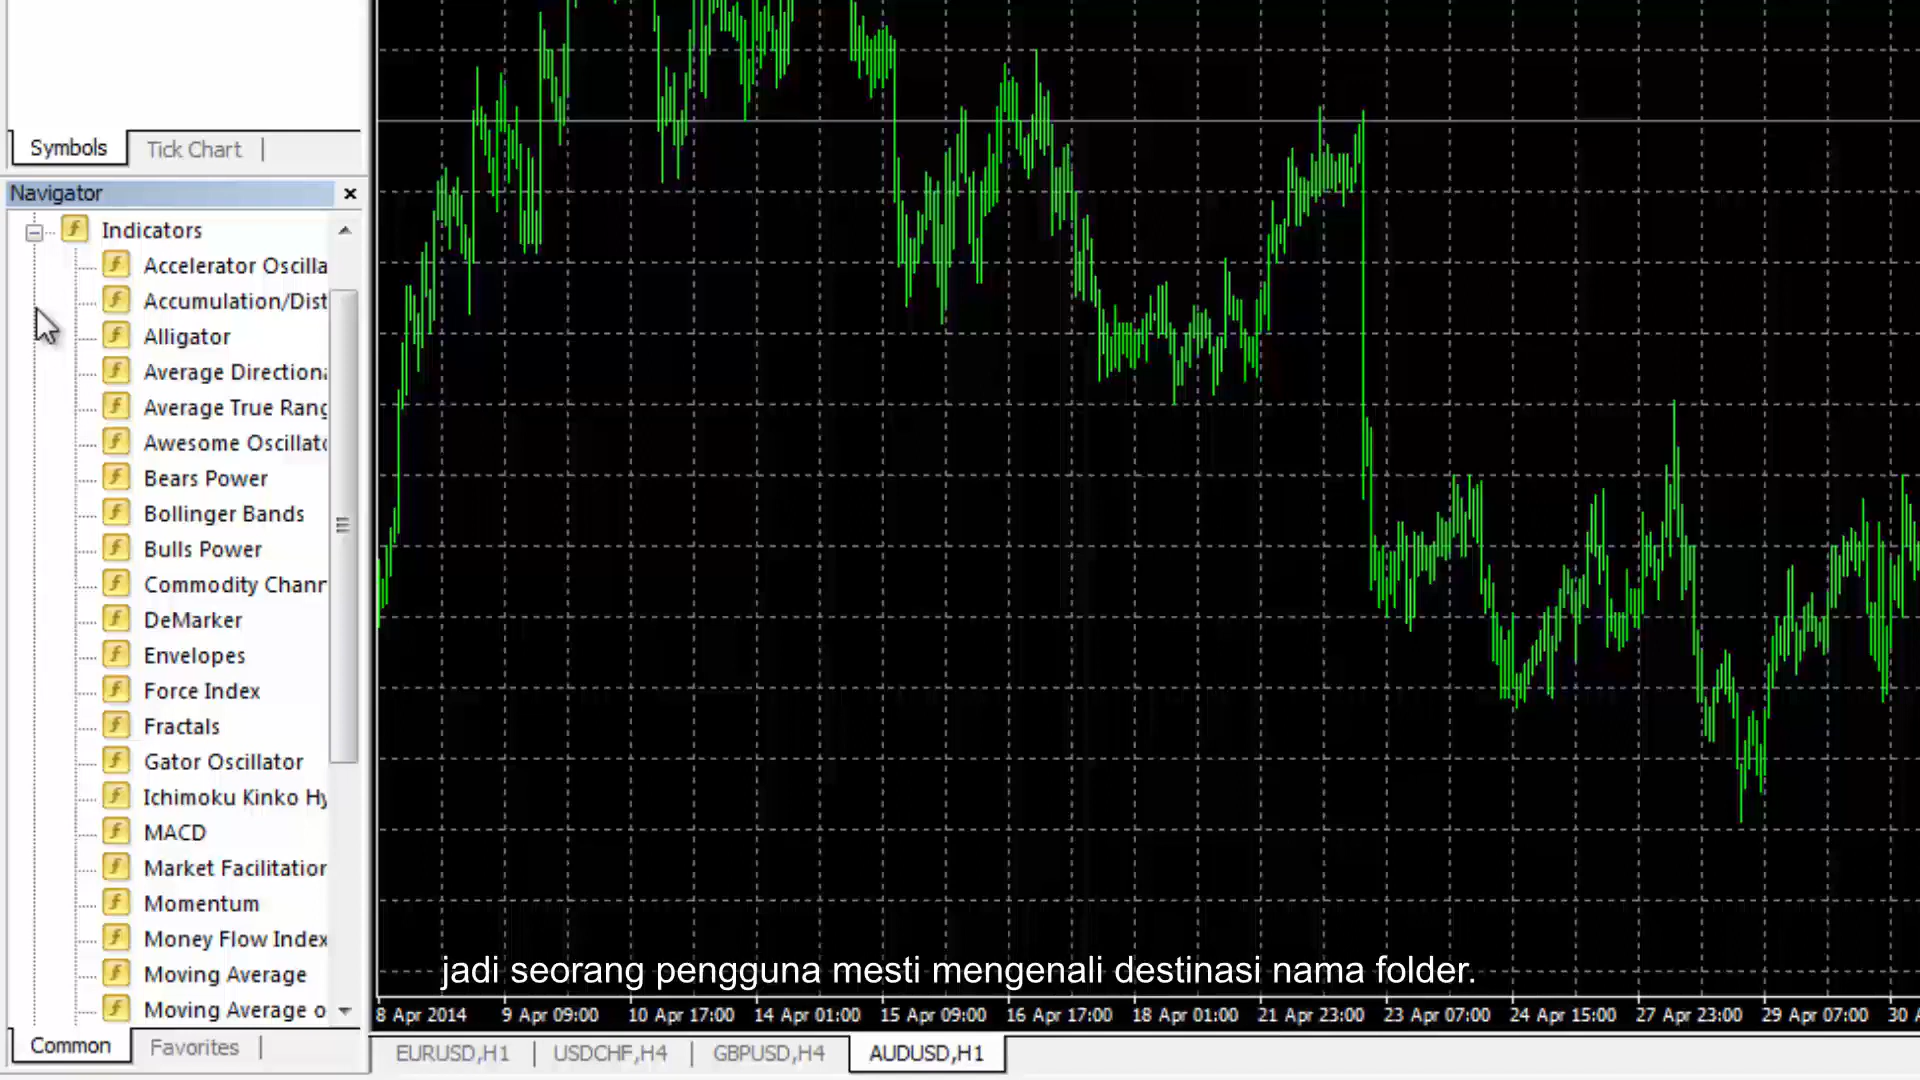 Symbols
Tick Chart
Navigator
Indicators
Accelerator Oscilla
Accumulation/Dist
Alligator
Average Directiona
Average True Rang
Awesome Oscillato
Bears Power
Bollinger Bands
Bulls Power
Commodity Chann
DeMarker
Envelopes
Force Index
Fractals
Gator Oscillator
Ichimoku Kinko Hy
MACD
Market Facilitation
Momentum
Money Flow Index
Moving Average
Moving Average o
Common
Favorites
jadi seorang pengguna mesti mengenali destinasi nama folder.
8 Apr 2014
9 Apr 09:00
10 Apr 17:00
14 Apr 01:00
15 Apr 09:00
16 Apr 17:00
18 Apr 01:00
21 Apr 23:00
23 Apr 07:00
24 Apr 15:00
27 Apr 23:00
29 Apr 07:00
30 A
EURUSD,H1
USDCHF,H4
GBPUSD,H4
AUDUSD,H1